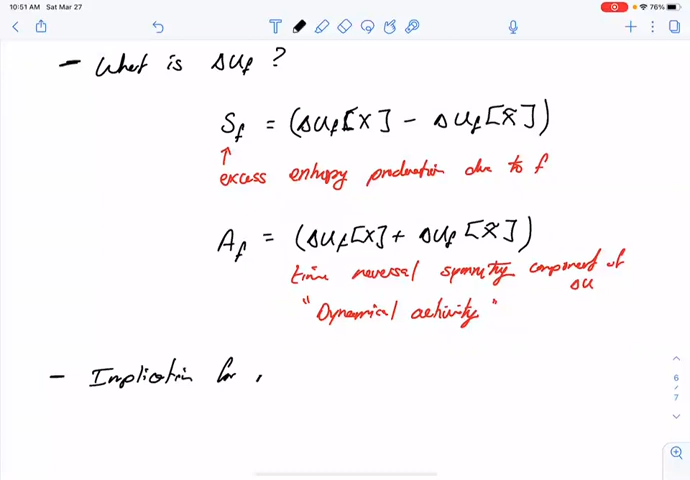 10:51 AM Sat Mar 27
76%
- What is ΔU_f ?
S_f = (ΔU_f[X] - ΔU_f[X̃])
↑
excess entropy production due to f
A_f = (ΔU_f[X] + ΔU_f[X̃])
time reversal symmetry component of
ΔU
"Dynamical activity"
- Implication for
6
/
7